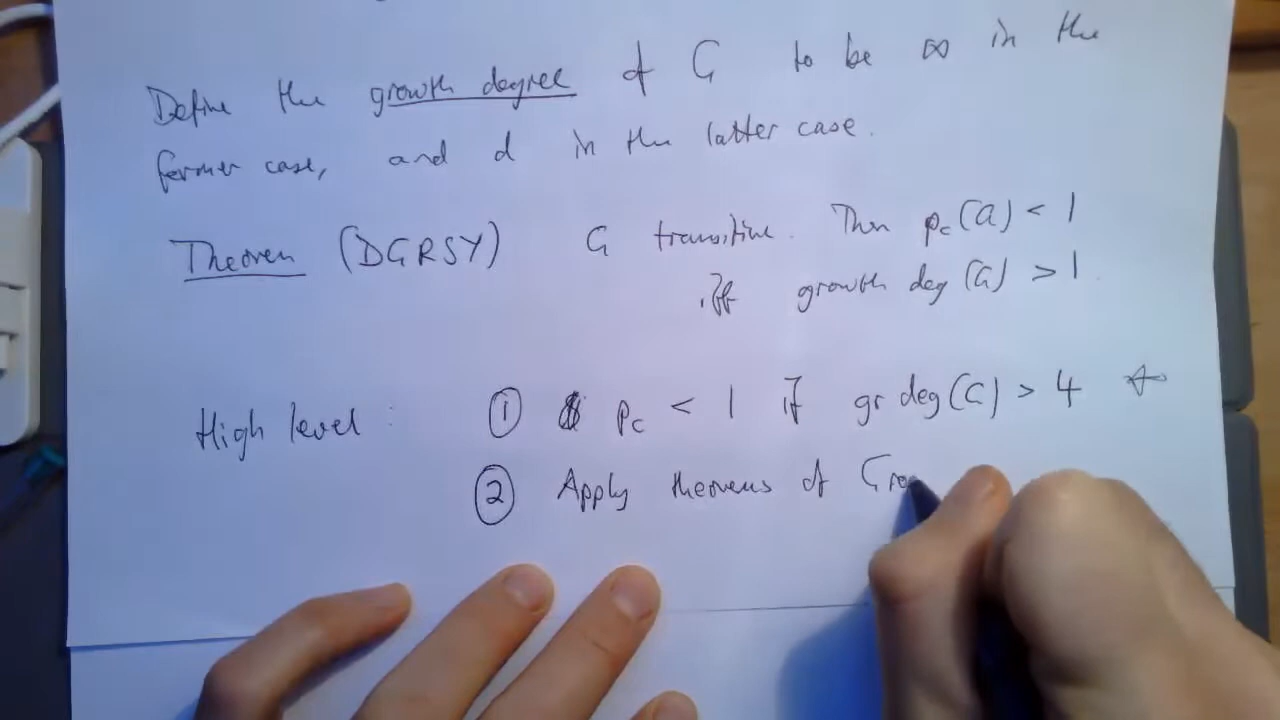 Define the growth degree of G to be ∞ in the
former case, and d in the latter case.
Theorem (DGRSY) G transitive. Then pc(G) < 1
iff growth deg (G) > 1.
High level: ① pc < 1 if gr deg(G) > 4 ←
② Apply theorems of Gro